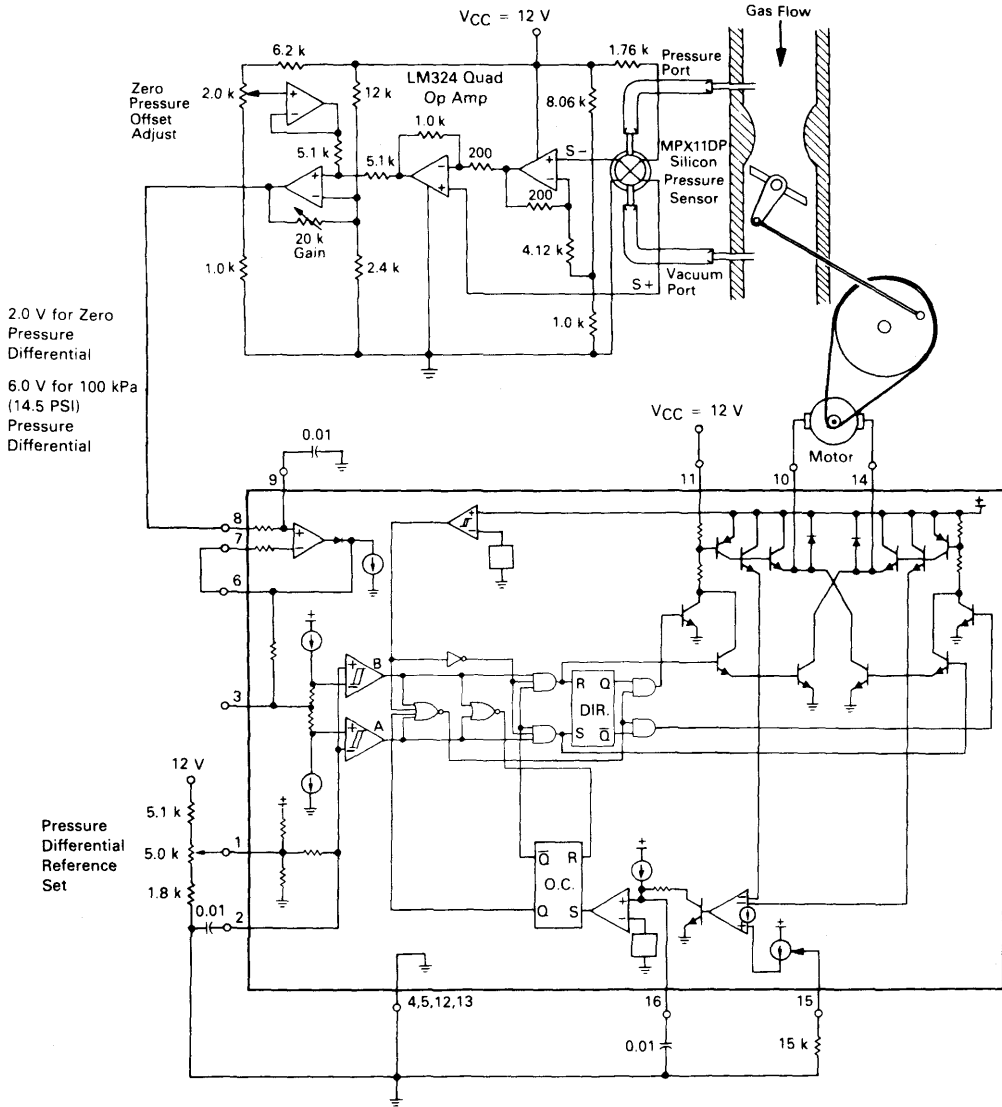 Gas Flow
VCC = 12 V
6.2 k
1.76 k
Pressure
Port
LM324 Quad
Op Amp
Zero
Pressure
Offset
Adjust
2.0 k
12 k
8.06 k
1.0 k
MPX11DP
Silicon
Pressure
Sensor
5.1 k
5.1 k
200
S-
200
20 k
Gain
4.12 k
1.0 k
2.4 k
S+
Vacuum
Port
1.0 k
2.0 V for Zero
Pressure
Differential
6.0 V for 100 kPa
(14.5 PSI)
Pressure
Differential
VCC = 12 V
Motor
0.01
9
11
10
14
8
7
6
3
B
A
R
Q
DIR.
S
Q
12 V
5.1 k
Pressure
Differential
Reference
Set
5.0 k
1
1.8 k
0.01
2
Q
R
O.C.
Q
S
4,5,12,13
16
15
0.01
15 k